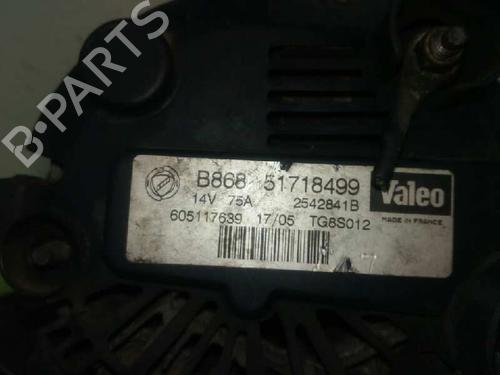 B-PARTS
B868 51718499
14V 75A 2542841B
605117639 17/05 TG8S012
Valeo
MADE IN FRANCE